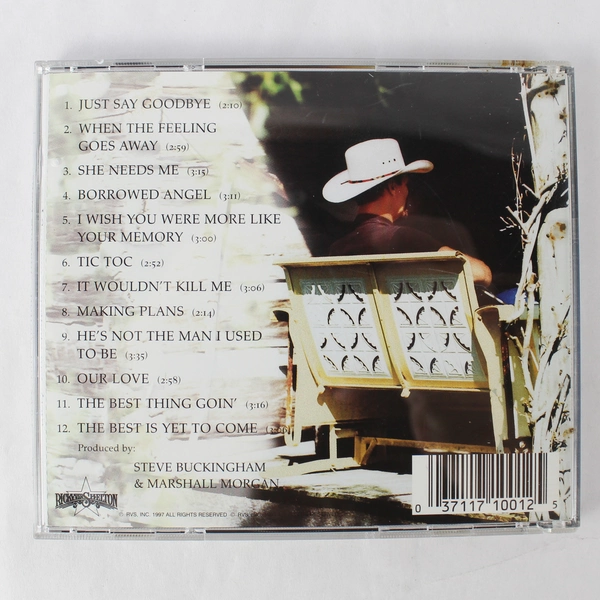 1. JUST SAY GOODBYE (2:10)
2. WHEN THE FEELING
GOES AWAY (2:59)
3. SHE NEEDS ME (3:15)
4. BORROWED ANGEL (3:11)
5. I WISH YOU WERE MORE LIKE
YOUR MEMORY (3:00)
6. TIC TOC (2:52)
7. IT WOULDN'T KILL ME (3:06)
8. MAKING PLANS (2:14)
9. HE'S NOT THE MAN I USED
TO BE (3:35)
10. OUR LOVE (2:58)
11. THE BEST THING GOIN' (3:16)
12. THE BEST IS YET TO COME
Produced by:
STEVE BUCKINGHAM
& MARSHALL MORGAN
RICKY SKELTON
RVS, INC. 1997 ALL RIGHTS RESERVED
0 37117 10012 5